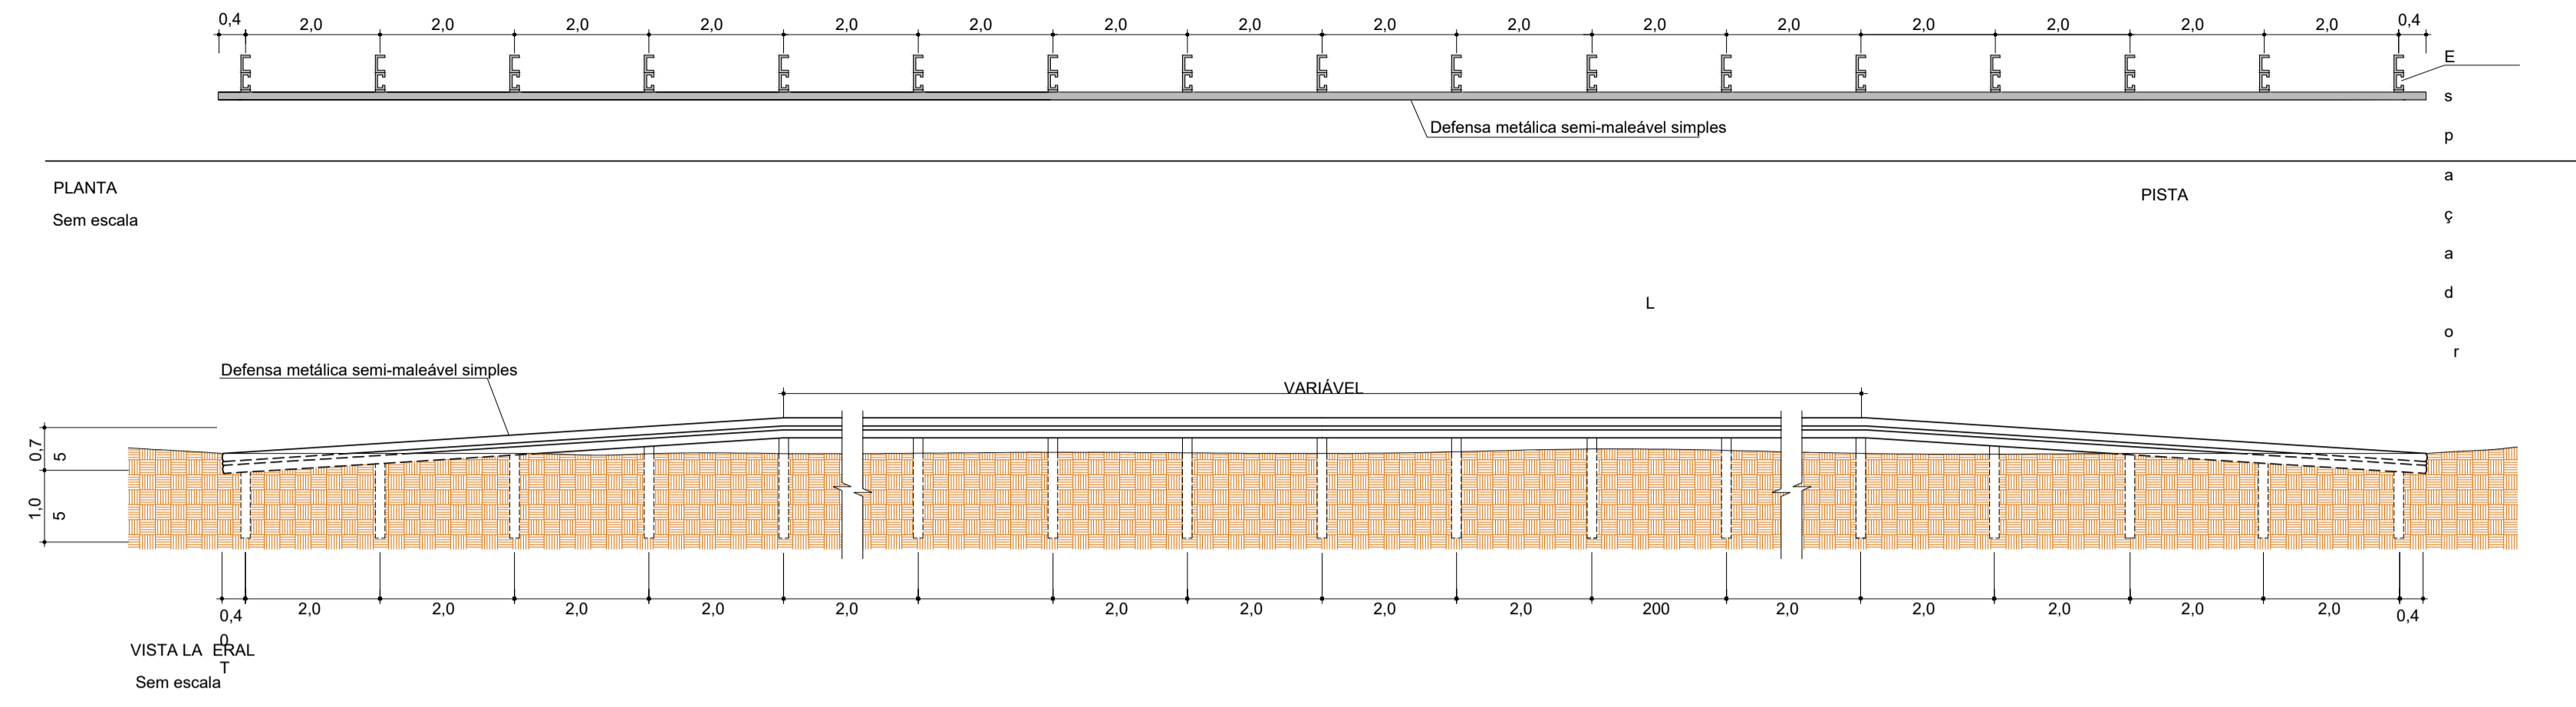 0,4 2,0 2,0 2,0 2,0 2,0 2,0 2,0 2,0 2,0 2,0 2,0 2,0 2,0 2,0 2,0 2,0 0,4
Espaçador
Defensa metálica semi-maleável simples
PLANTA
Sem escala
PISTA
L
Defensa metálica semi-maleável simples
VARIÁVEL
0,7
5
1,0
5
0,4 2,0 2,0 2,0 2,0 2,0 2,0 2,0 2,0 2,0 200 2,0 2,0 2,0 2,0 2,0 0,4
0
VISTA LATERAL
Sem escala